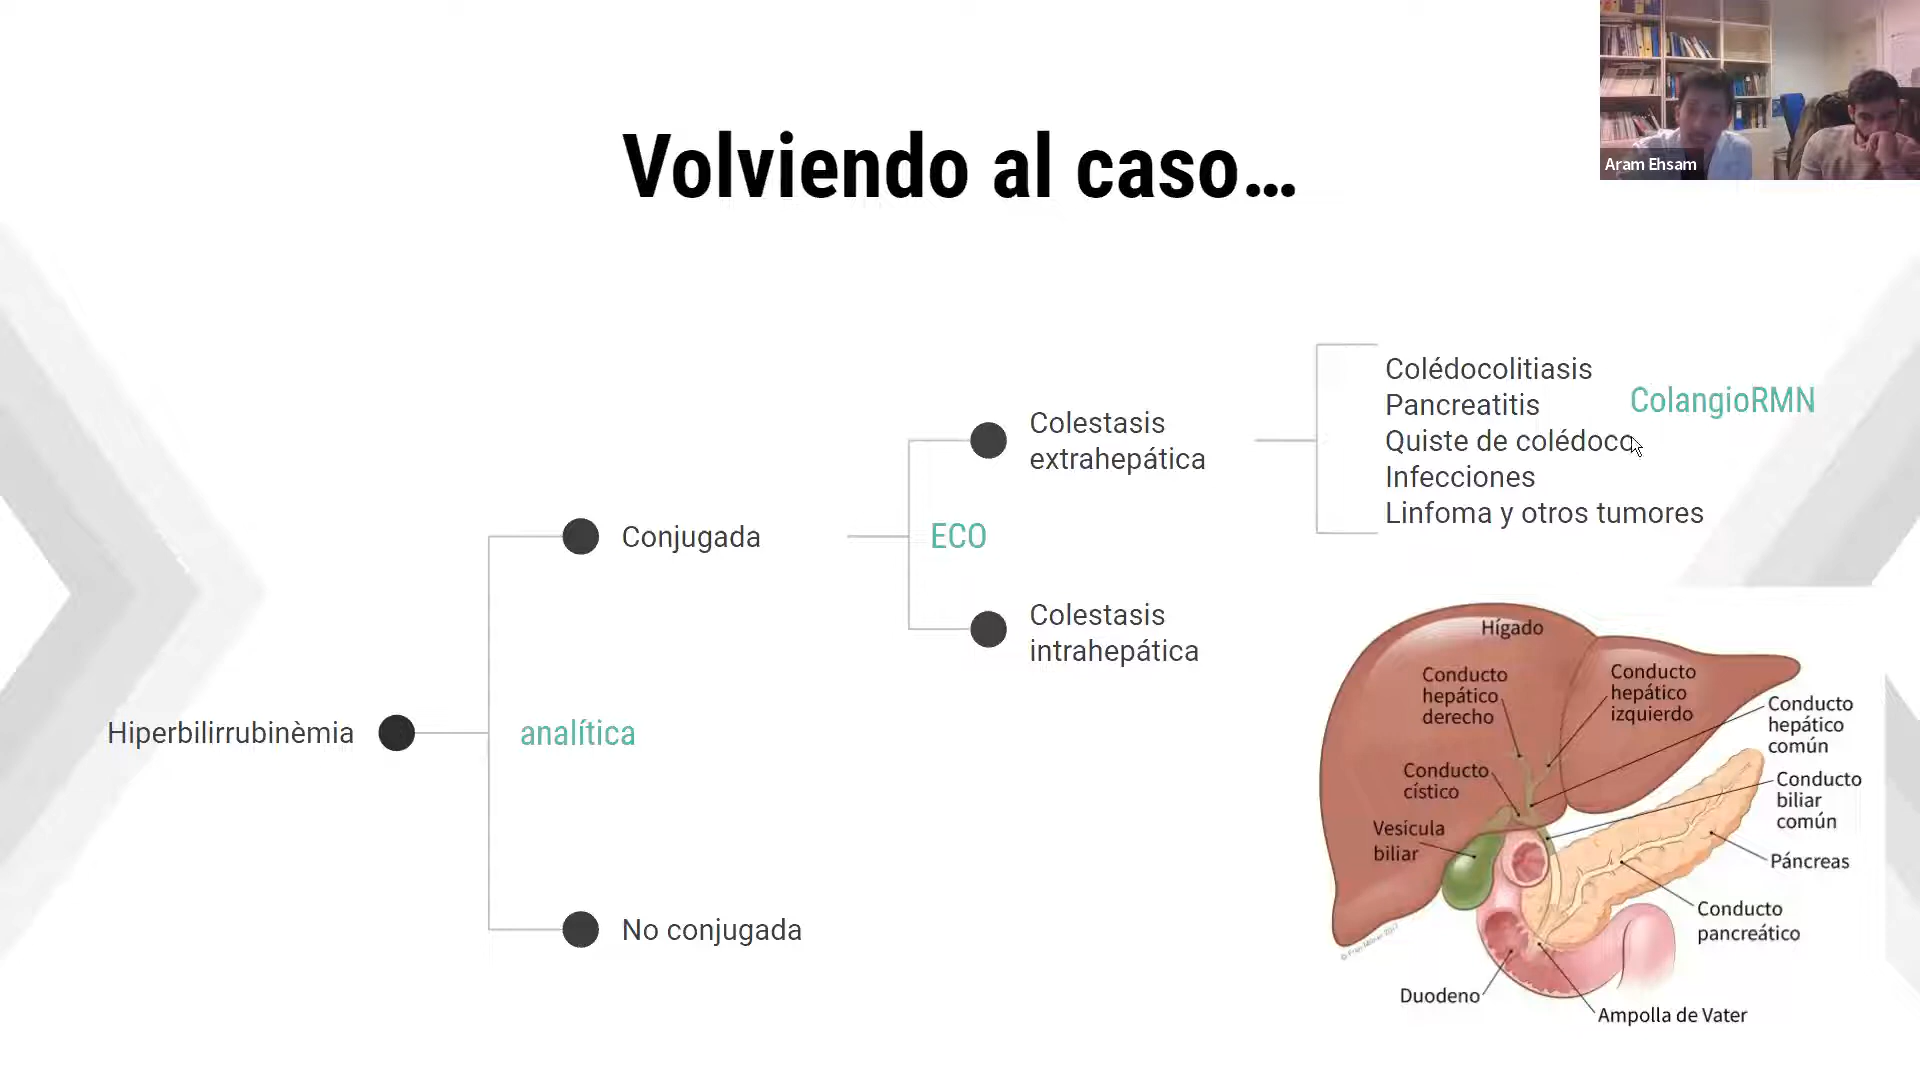 Volviendo al caso...
Aram Ehsam
Hiperbilirrubinèmia
analítica
Conjugada
No conjugada
ECO
Colestasis
extrahepática
Colestasis
intrahepática
Colédocolitiasis
Pancreatitis
Quiste de colédoco
Infecciones
Linfoma y otros tumores
ColangioRMN
Hígado
Conducto
hepático
derecho
Conducto
hepático
izquierdo
Conducto
hepático
común
Conducto
cístico
Conducto
biliar
común
Vesícula
biliar
Páncreas
Conducto
pancreático
Duodeno
Ampolla de Vater